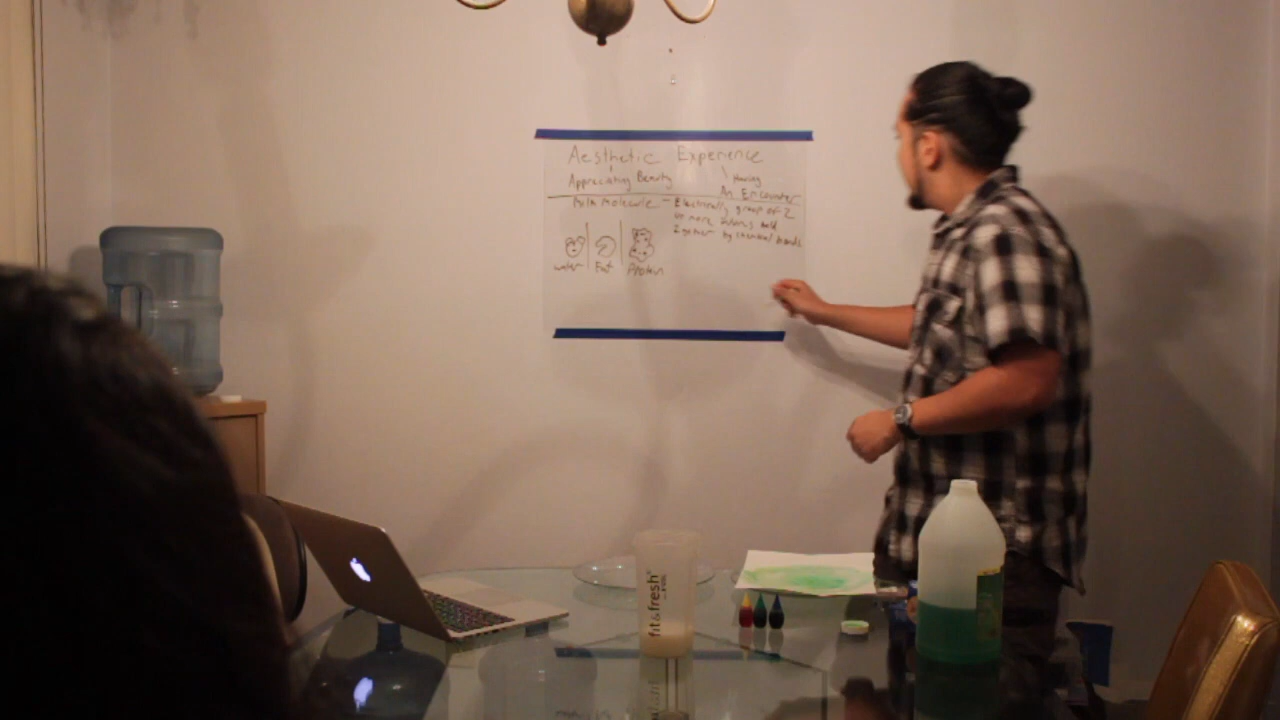 Aesthetic Experience
Appreciating Beauty
Having
An Encounter
Milk Molecule - Electrically group of 2
or more atoms held
2gether by chemical bonds
water Fat Protein
fit&fresh